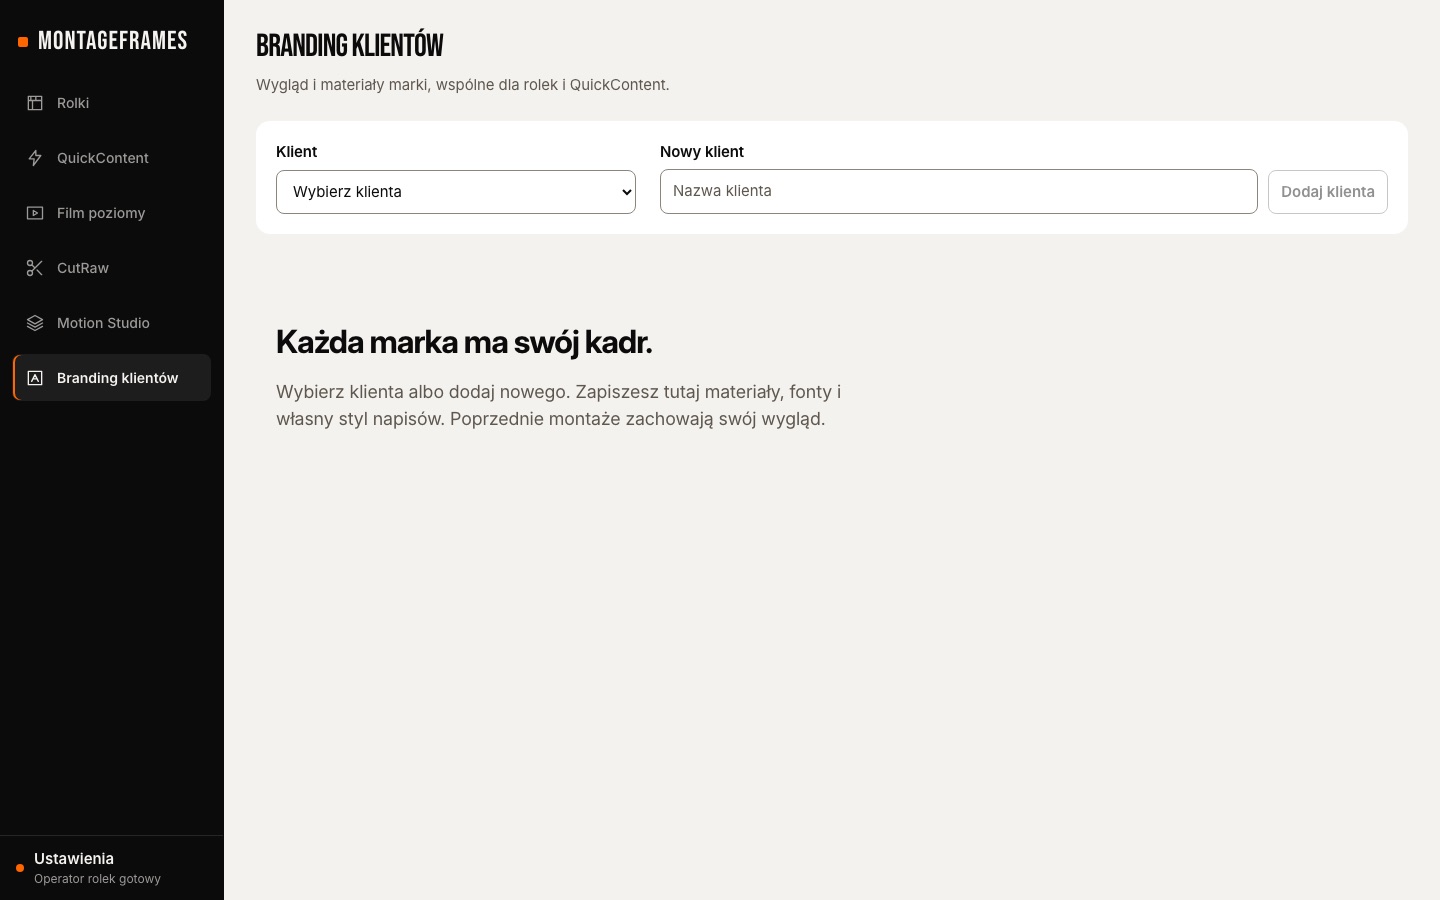 MONTAGEFRAMES
Rolki
QuickContent
Film poziomy
CutRaw
Motion Studio
Branding klientów
Ustawienia
Operator rolek gotowy
BRANDING KLIENTÓW
Wygląd i materiały marki, wspólne dla rolek i QuickContent.
Klient
Wybierz klienta
Nowy klient
Nazwa klienta
Dodaj klienta
Każda marka ma swój kadr.
Wybierz klienta albo dodaj nowego. Zapiszesz tutaj materiały, fonty i
własny styl napisów. Poprzednie montaże zachowają swój wygląd.